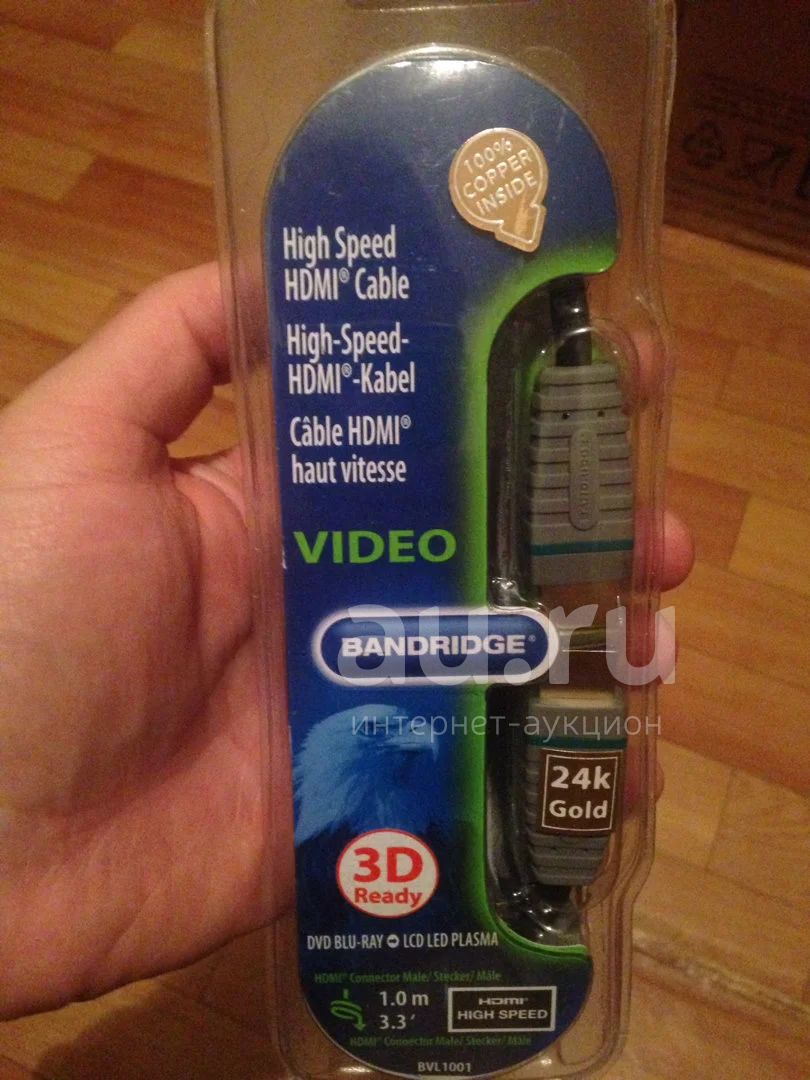 100%
COPPER
INSIDE
High Speed
HDMI® Cable
High-Speed-
HDMI®-Kabel
Câble HDMI®
haut vitesse
BANDRIDGE
VIDEO
BANDRIDGE®
au.ru
интернет-аукцион
24k
Gold
3D
Ready
DVD BLU-RAY LCD LED PLASMA
HDMI® Connector Male/ Stecker/ Mâle
1.0 m
3.3′
HDMI®
HIGH SPEED
HDMI® Connector Male/ Stecker/ Mâle
BVL1001